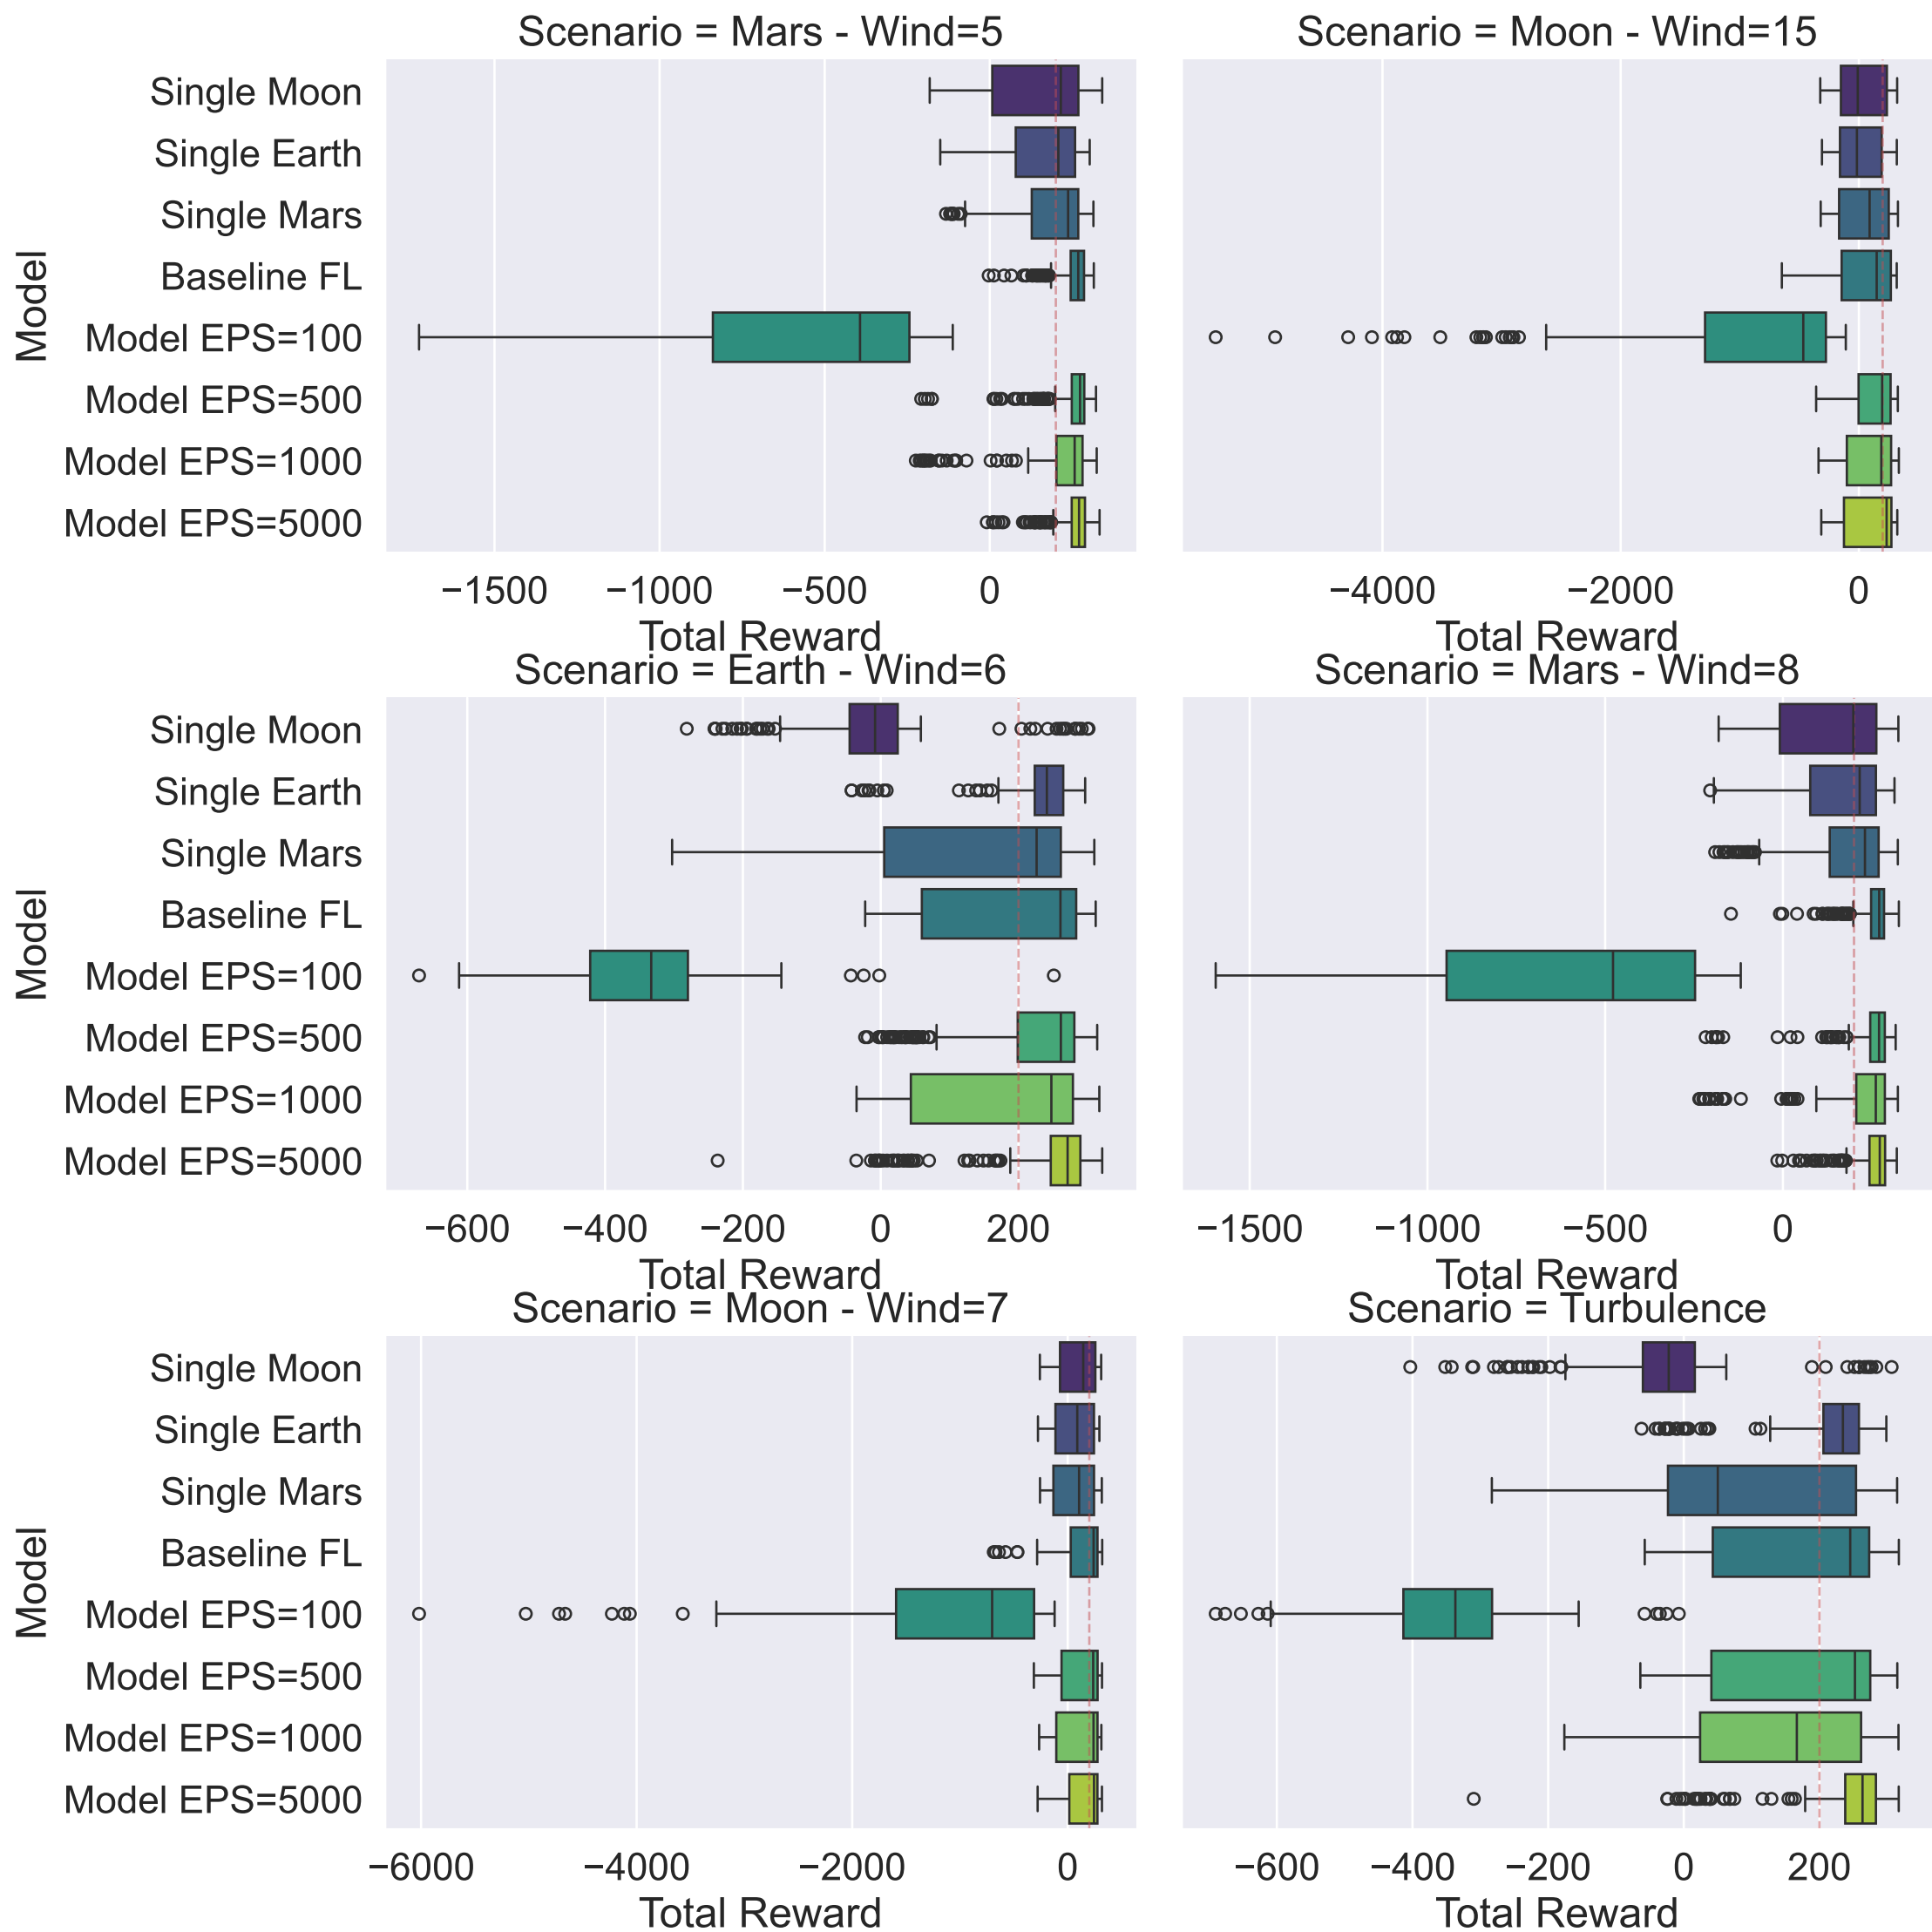 Scenario = Mars - Wind=5
Scenario = Moon - Wind=15
Model
Single Moon
Single Earth
Single Mars
Baseline FL
Model EPS=100
Model EPS=500
Model EPS=1000
Model EPS=5000
−1500 −1000 −500 0
Total Reward
−4000 −2000 0
Total Reward
Scenario = Earth - Wind=6
Scenario = Mars - Wind=8
Model
Single Moon
Single Earth
Single Mars
Baseline FL
Model EPS=100
Model EPS=500
Model EPS=1000
Model EPS=5000
−600 −400 −200 0 200
Total Reward
−1500 −1000 −500 0
Total Reward
Scenario = Moon - Wind=7
Scenario = Turbulence
Model
Single Moon
Single Earth
Single Mars
Baseline FL
Model EPS=100
Model EPS=500
Model EPS=1000
Model EPS=5000
−6000 −4000 −2000 0
Total Reward
−600 −400 −200 0 200
Total Reward